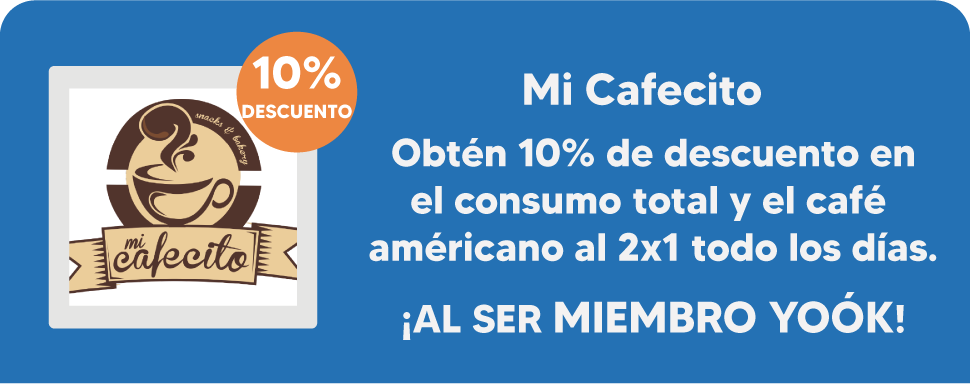 10%
DESCUENTO
snacks & bakery
mi
cafecito
Mi Cafecito
Obtén 10% de descuento en
el consumo total y el café
américano al 2x1 todo los días.
¡AL SER MIEMBRO YOÓK!